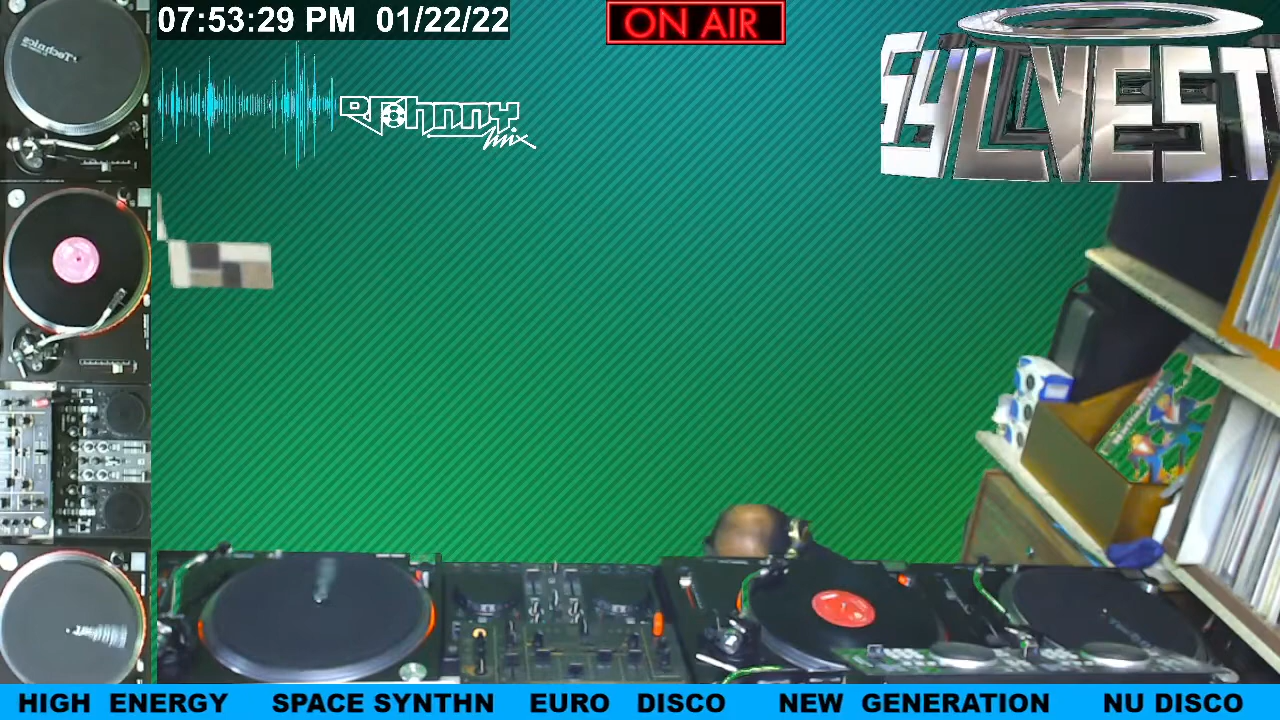 07:53:29 PM 01/22/22
ON AIR
SYLVEST
DJohnny
mix
Technics
HIGH ENERGY SPACE SYNTHN EURO DISCO NEW GENERATION NU DISCO